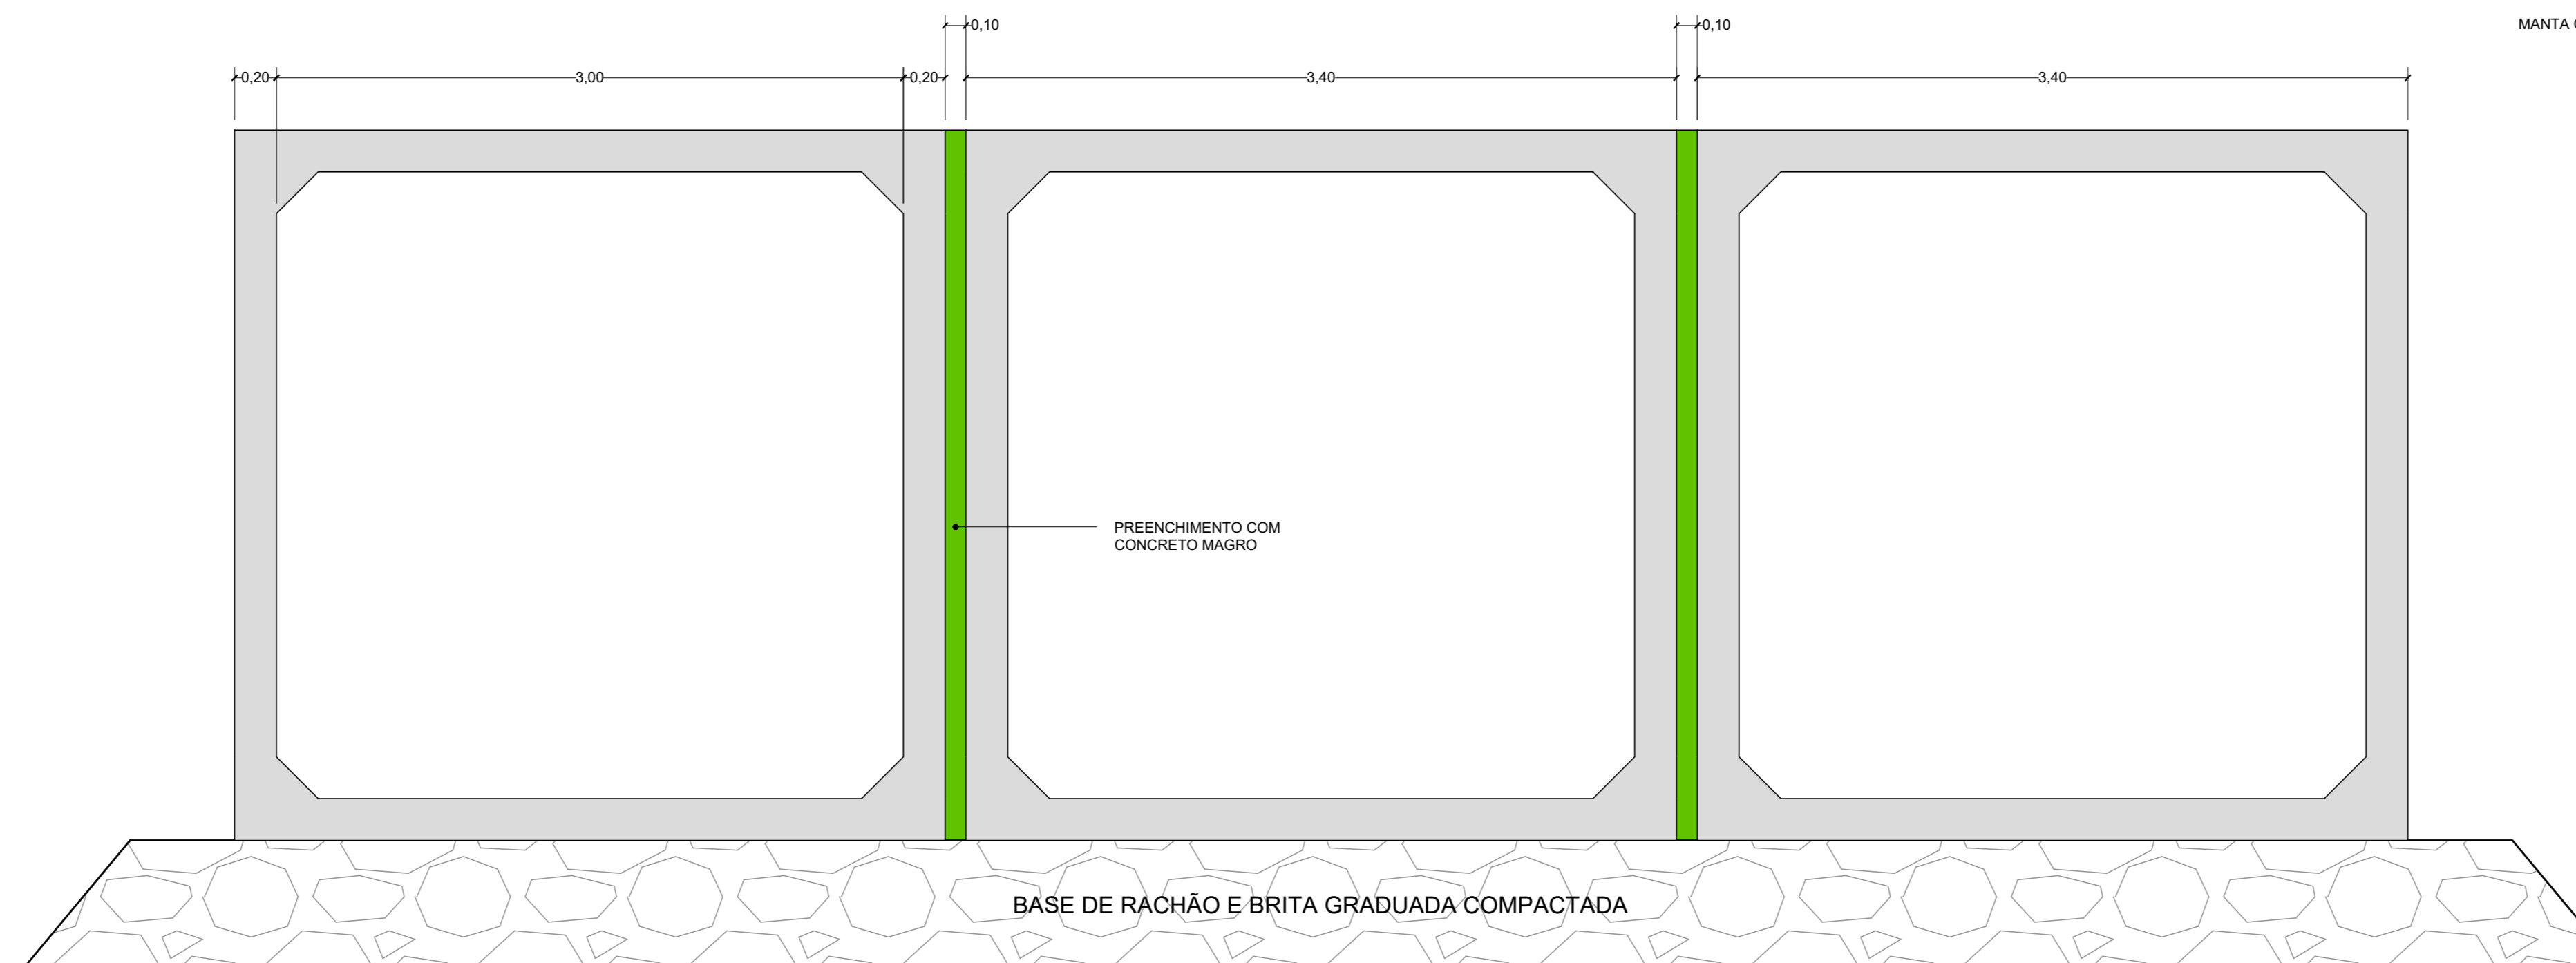 0,10
0,10
MANTA
0,20
3,00
0,20
3,40
3,40
PREENCHIMENTO COM
CONCRETO MAGRO
BASE DE RACHÃO E BRITA GRADUADA COMPACTADA